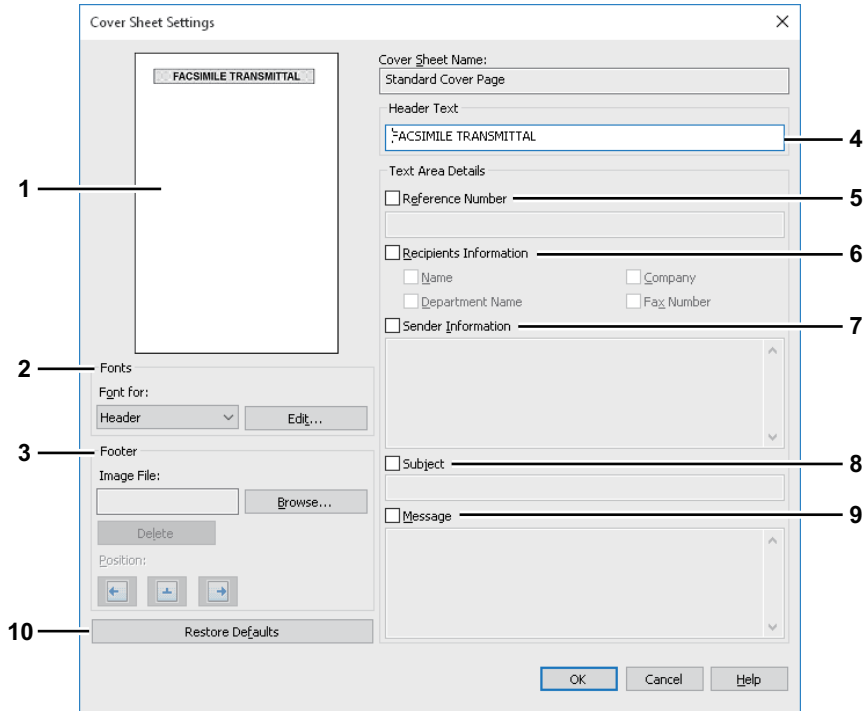 Cover Sheet Settings
FACSIMILE TRANSMITTAL
1
Cover Sheet Name:
Standard Cover Page
Header Text
FACSIMILE TRANSMITTAL
4
Text Area Details
Reference Number
5
Recipients Information
6
Name
Company
Department Name
Fax Number
Sender Information
7
2
Fonts
Font for:
Header
Edit...
3
Footer
Image File:
Browse...
Delete
Position:
Subject
8
Message
9
10
Restore Defaults
OK
Cancel
Help